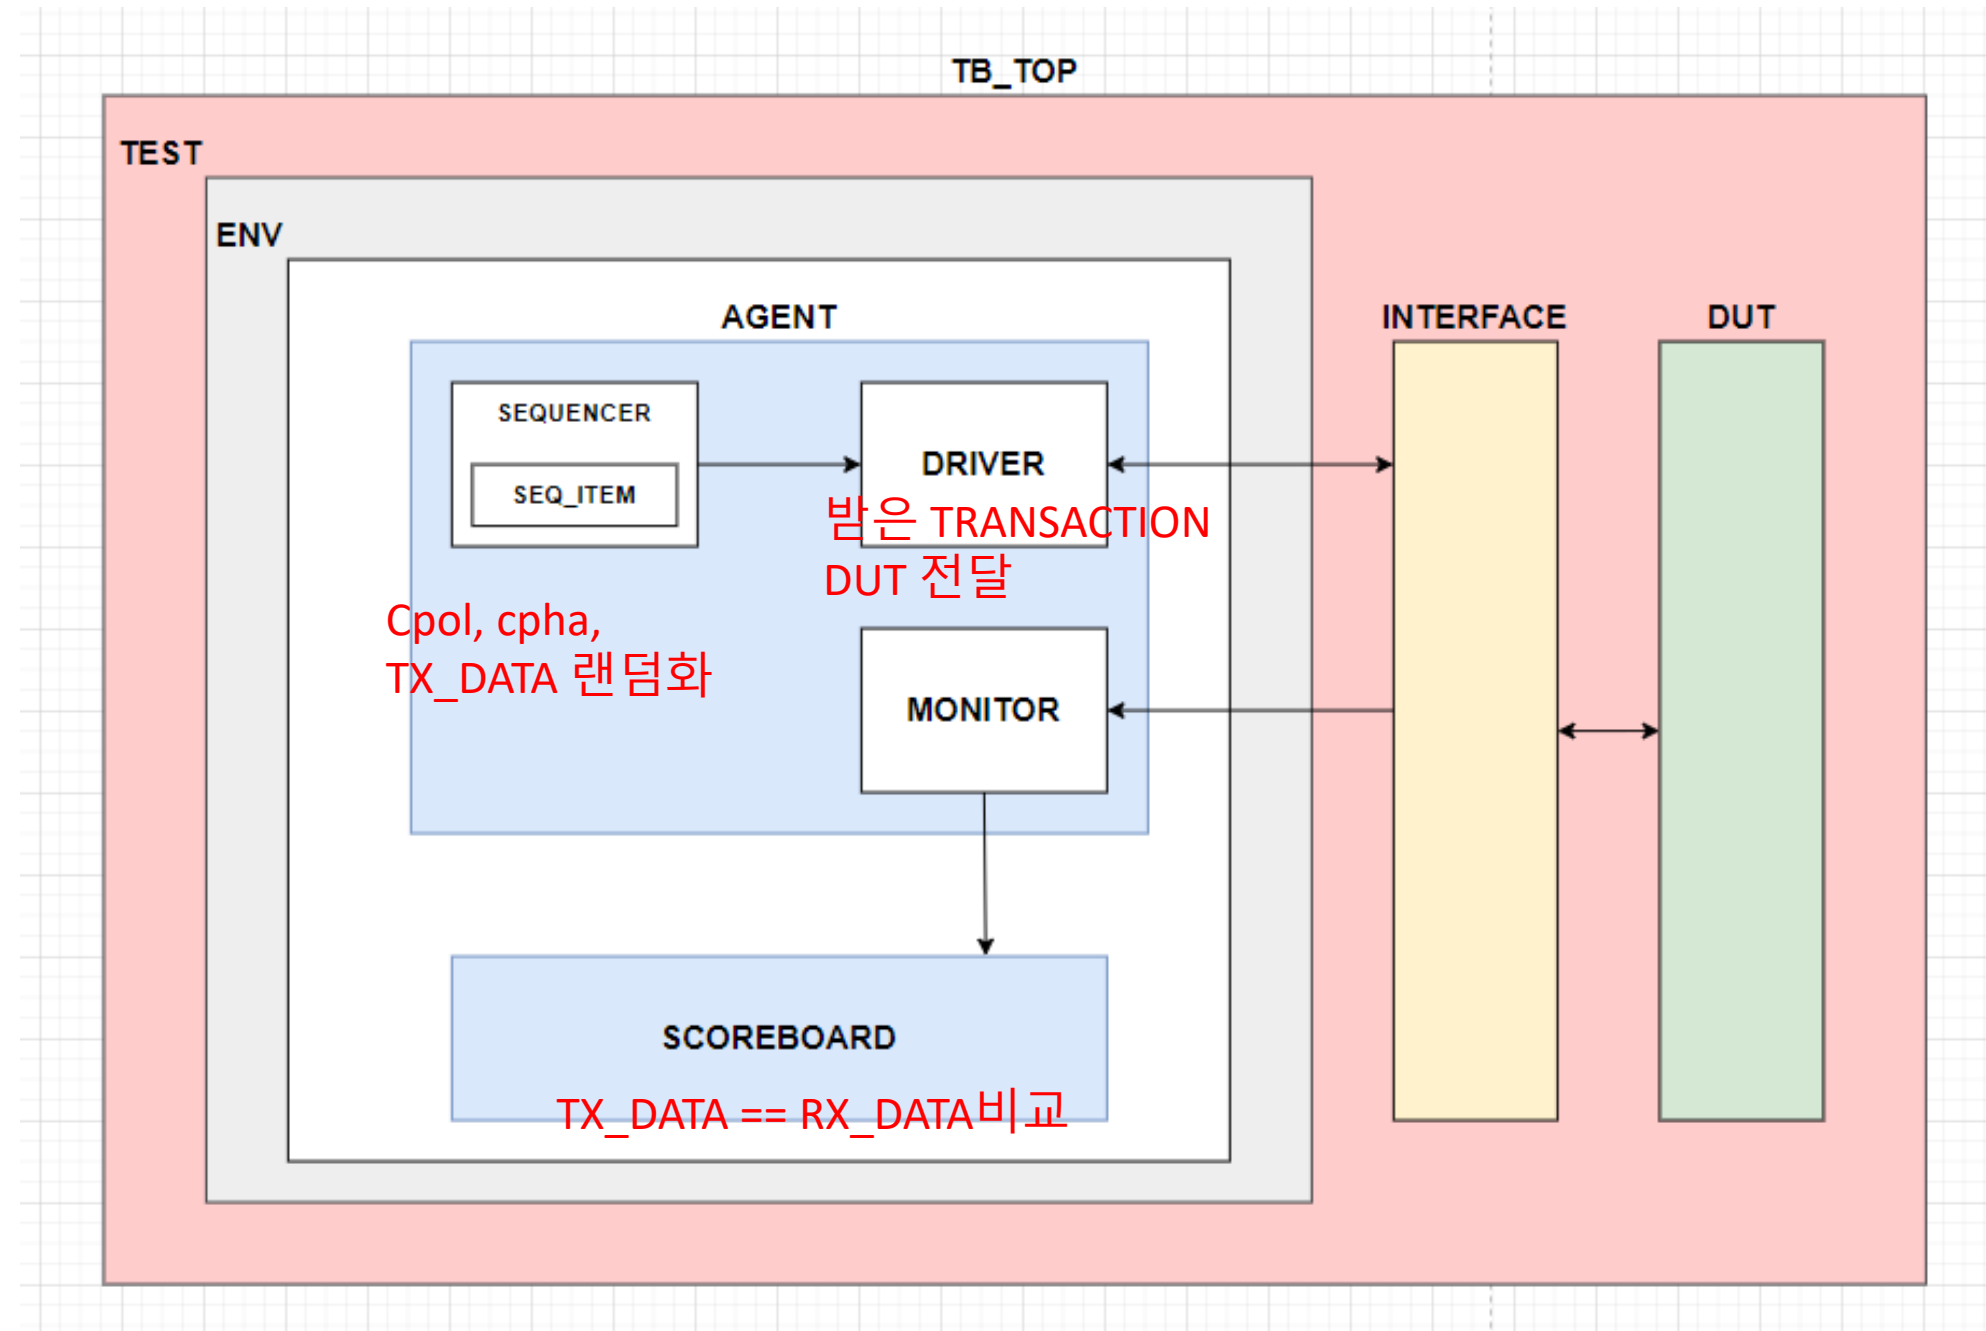 TB_TOP
TEST
ENV
AGENT
INTERFACE
DUT
SEQUENCER
SEQ_ITEM
DRIVER
받은 TRANSACTION
DUT 전달
Cpol, cpha,
TX_DATA 랜덤화
MONITOR
SCOREBOARD
TX_DATA == RX_DATA비교